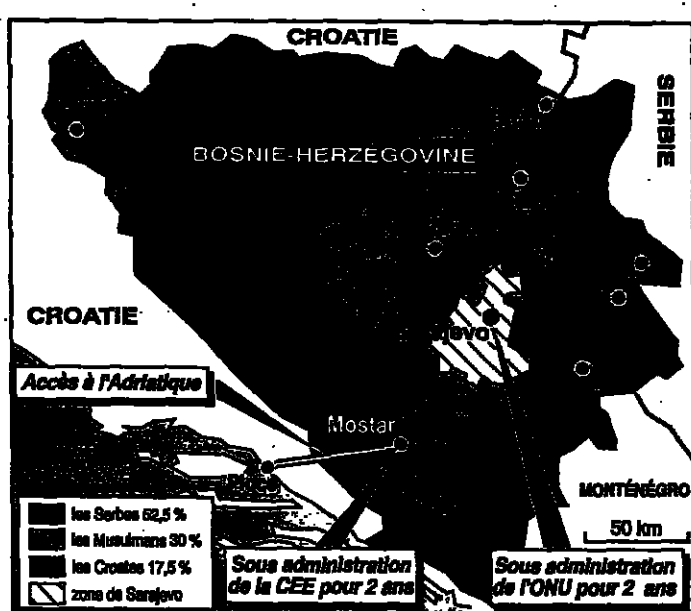 CROATIE
SERBIE
BOSNIE-HERZÉGOVINE
CROATIE
Accès à l'Adriatique
Mostar
MONTÉNÉGRO
50 km
les Serbes 52,5 %
les Musulmans 30 %
les Croates 17,5 %
zone de Sarajevo
Sous administration
de la CEE pour 2 ans
Sous administration
de l'ONU pour 2 ans